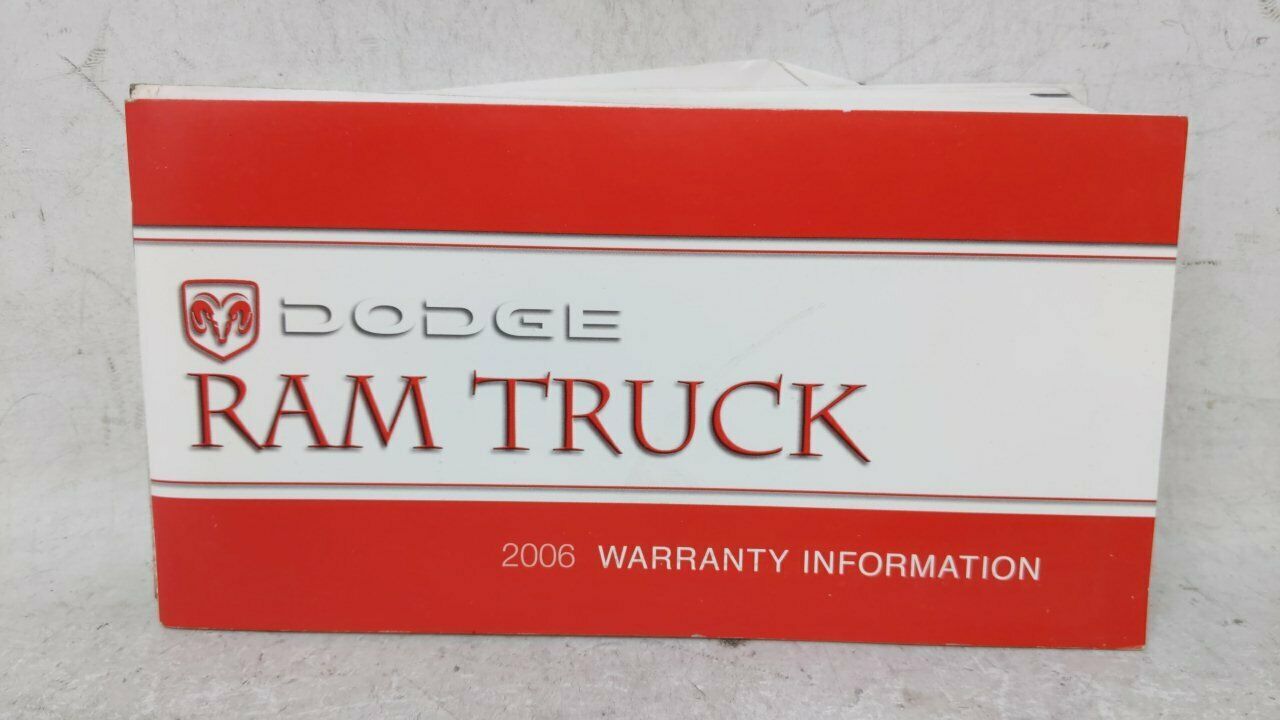 DODGE
RAM TRUCK
2006 WARRANTY INFORMATION